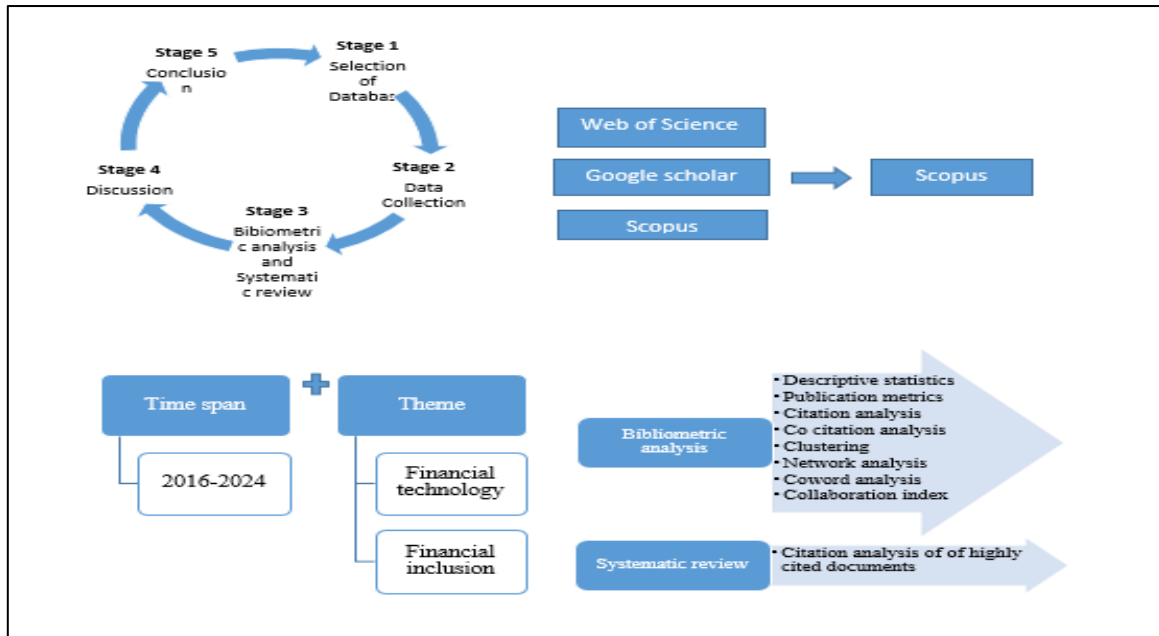 Stage 1
Selection
of
Databas
Stage 2
Data
Collection
Stage 3
Bibiometri
c analysis
and
Systemati
c review
Stage 4
Discussion
Stage 5
Conclusio
n
Web of Science
Google scholar
Scopus
Scopus
Time span
2016-2024
Theme
Financial
technology
Financial
inclusion
Bibliometric
analysis
• Descriptive statistics
• Publication metrics
• Citation analysis
• Co citation analysis
• Clustering
• Network analysis
• Coword analysis
• Collaboration index
Systematic review
• Citation analysis of of highly
cited documents